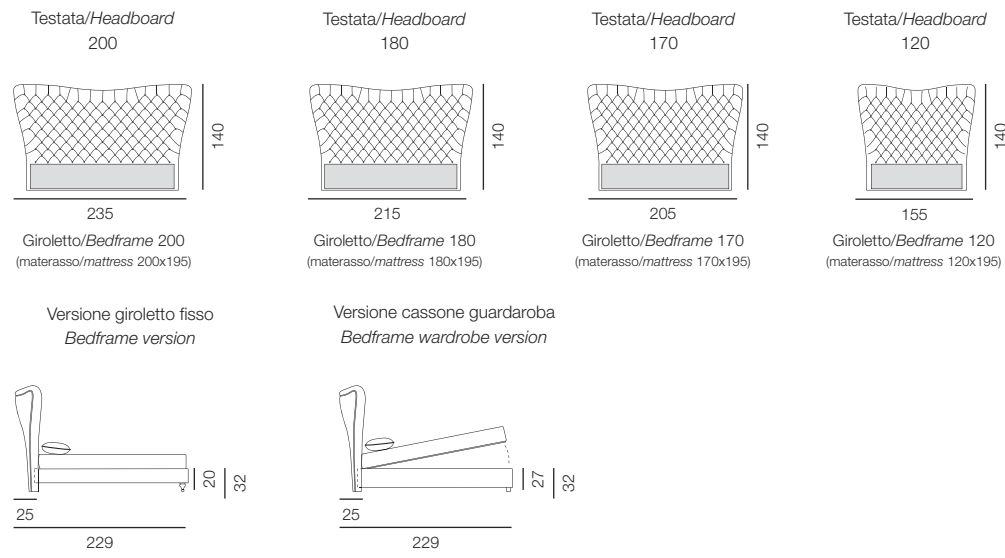 Testata/Headboard
200
140
235
Giroletto/Bedframe 200
(materasso/mattress 200x195)
Testata/Headboard
180
140
215
Giroletto/Bedframe 180
(materasso/mattress 180x195)
Testata/Headboard
170
140
205
Giroletto/Bedframe 170
(materasso/mattress 170x195)
Testata/Headboard
120
140
155
Giroletto/Bedframe 120
(materasso/mattress 120x195)
Versione giroletto fisso
Bedframe version
20
32
25
229
Versione cassone guardaroba
Bedframe wardrobe version
27
32
25
229